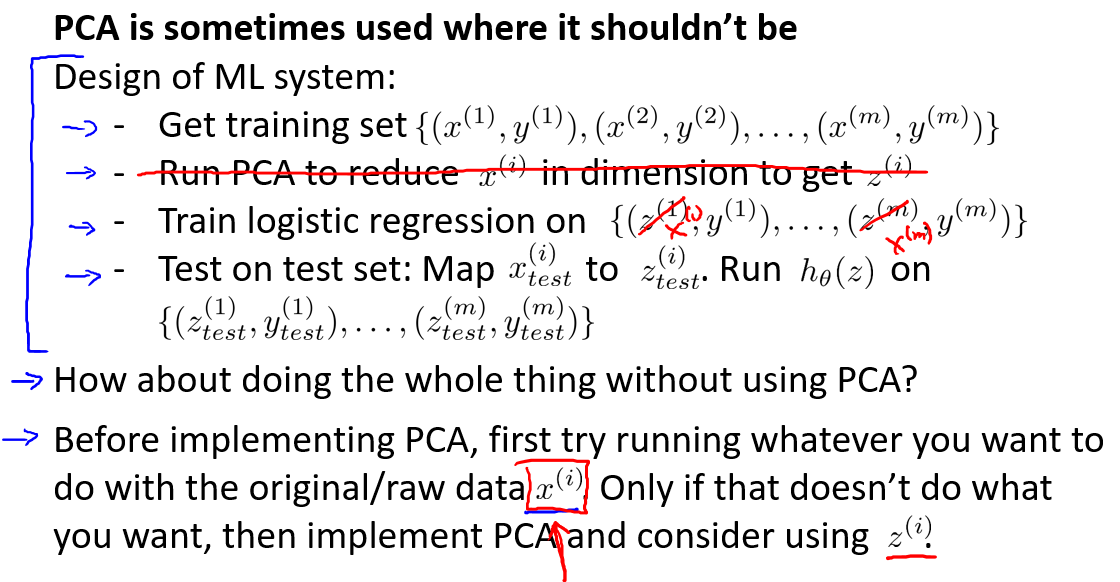 PCA is sometimes used where it shouldn't be
Design of ML system:
- Get training set {(x^{(1)}, y^{(1)}), (x^{(2)}, y^{(2)}), ..., (x^{(m)}, y^{(m)})}
- Run PCA to reduce x^{(i)} in dimension to get z^{(i)}
- Train logistic regression on {(z^{(1)}, y^{(1)}), ..., (z^{(m)}, y^{(m)})}
x^{(1)} x^{(m)}
- Test on test set: Map x_{test}^{(i)} to z_{test}^{(i)}. Run h_θ(z) on
{(z_{test}^{(1)}, y_{test}^{(1)}), ..., (z_{test}^{(m)}, y_{test}^{(m)})}
→ How about doing the whole thing without using PCA?
→ Before implementing PCA, first try running whatever you want to
do with the original/raw data x^{(i)}. Only if that doesn't do what
you want, then implement PCA and consider using z^{(i)}.